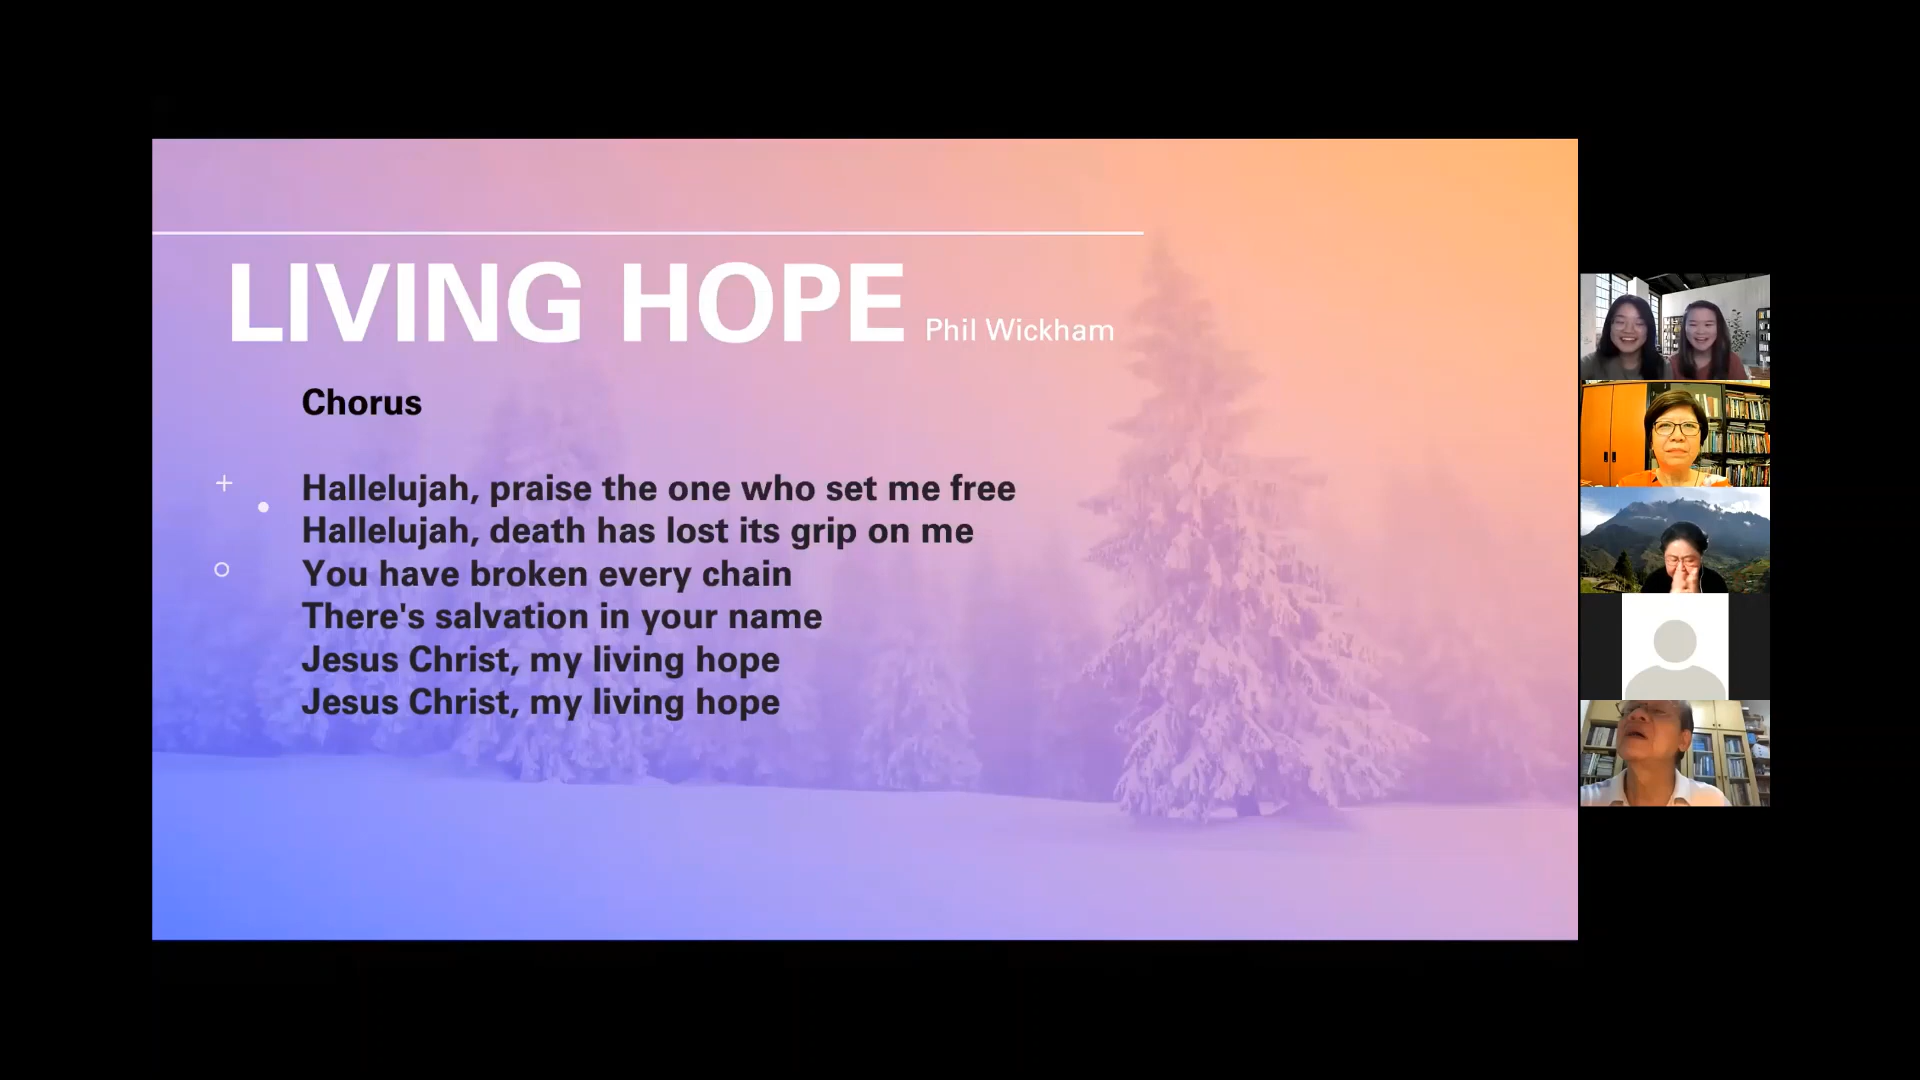 LIVING HOPE Phil Wickham
Chorus
Hallelujah, praise the one who set me free
Hallelujah, death has lost its grip on me
You have broken every chain
There's salvation in your name
Jesus Christ, my living hope
Jesus Christ, my living hope